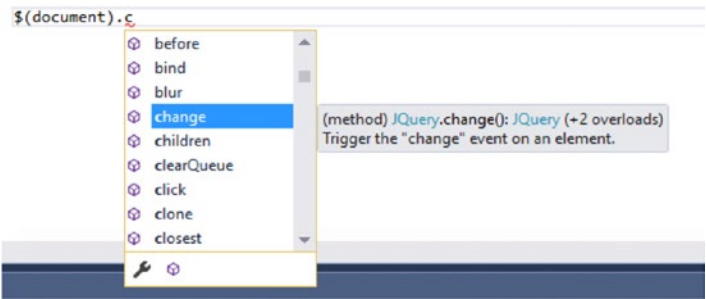 $(document).c
before
bind
blur
change
(method) JQuery.change(): JQuery (+2 overloads)
Trigger the "change" event on an element.
children
clearQueue
click
clone
closest